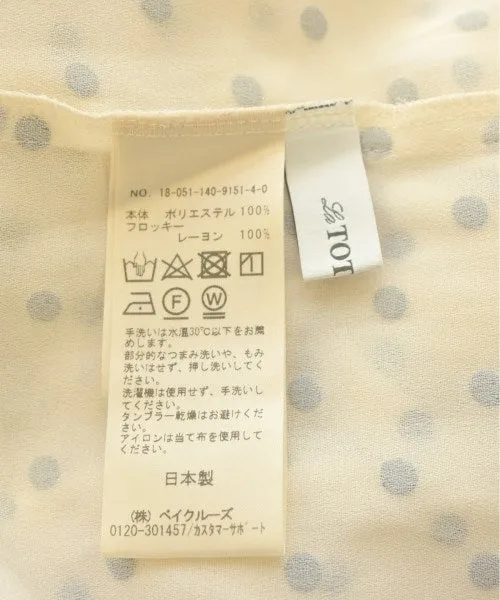 NO. 18-051-140-9151-4-0
本体 ポリエステル 100%
フロッキー
レーヨン 100%
F W
手洗いは水温30℃以下をお薦
めします。
部分的なつまみ洗いや、もみ
洗いはせず、押し洗いしてく
ださい。
洗濯機は使用せず、手洗いし
てください。
タンブラー乾燥はお避けくだ
さい。
アイロンは当て布を使用して
ください。
日本製
(株) ベイクルーズ
0120-301457/カスタマーサポート
La TOT